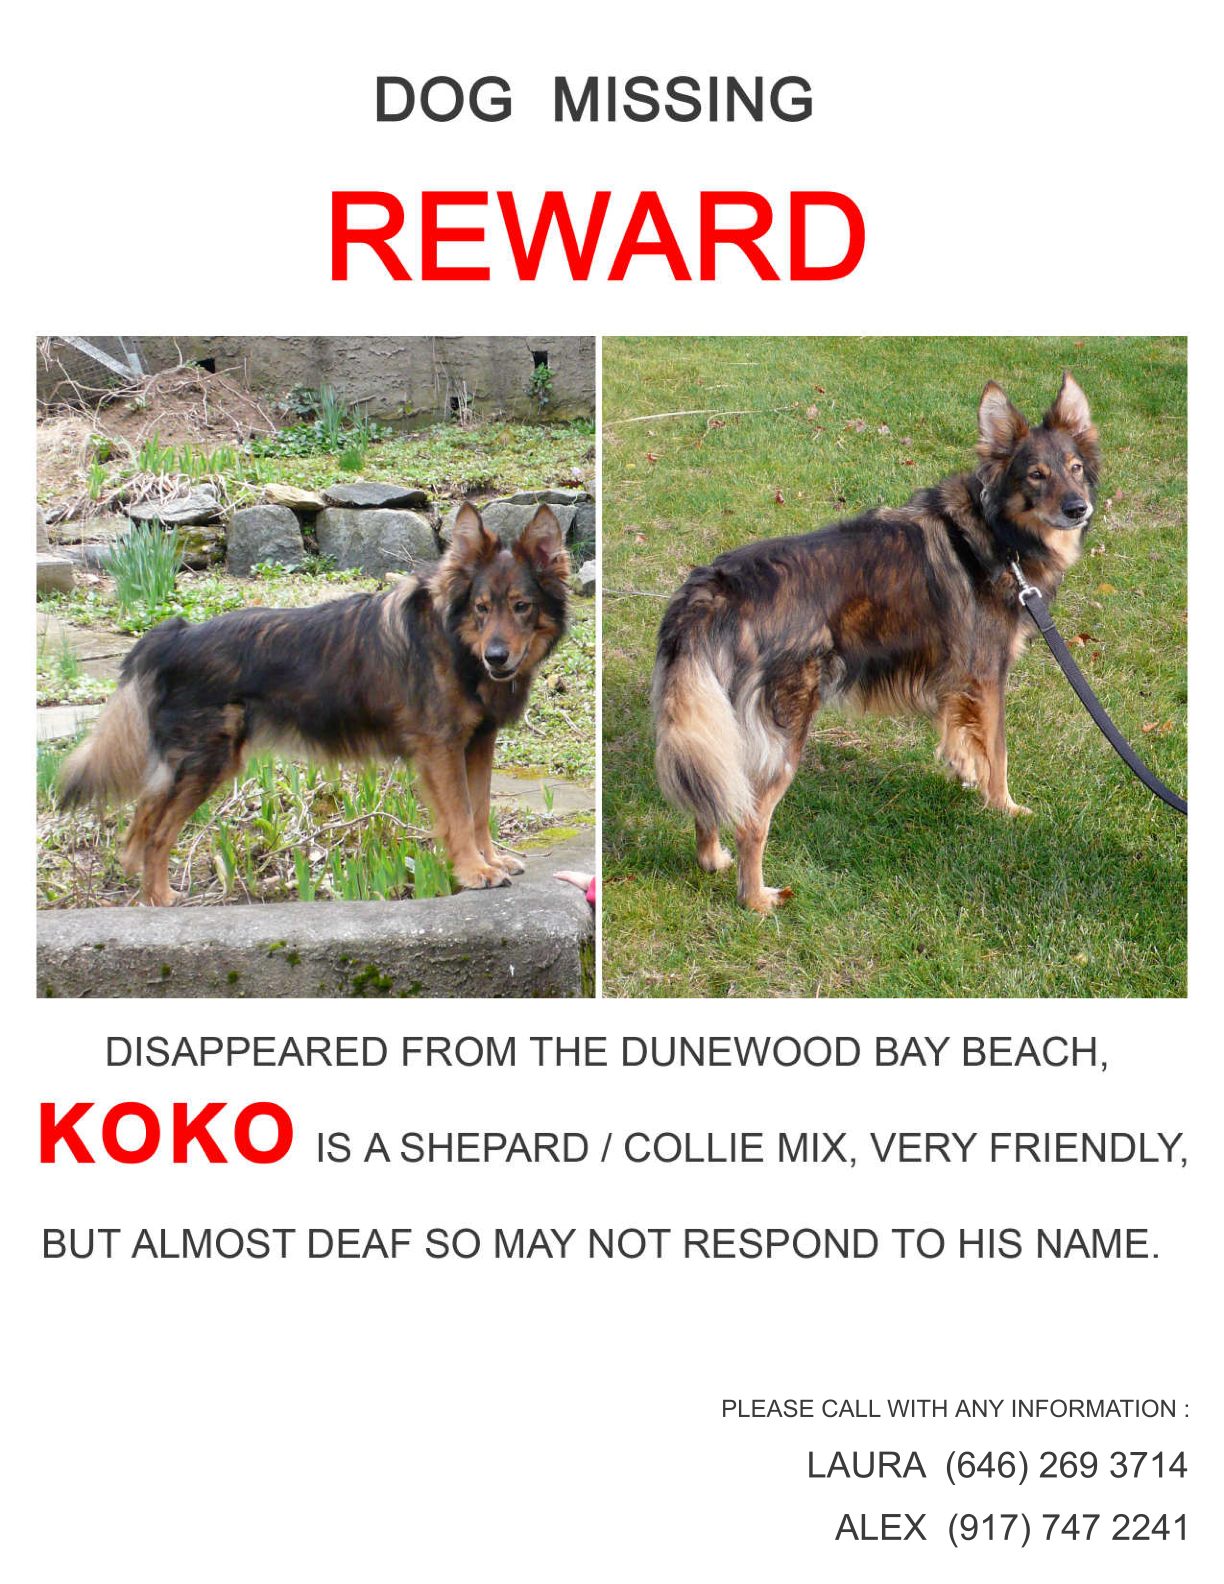 DOG MISSING
REWARD
DISAPPEARED FROM THE DUNEWOOD BAY BEACH,
KOKO IS A SHEPARD / COLLIE MIX, VERY FRIENDLY,
BUT ALMOST DEAF SO MAY NOT RESPOND TO HIS NAME.
PLEASE CALL WITH ANY INFORMATION :
LAURA (646) 269 3714
ALEX (917) 747 2241